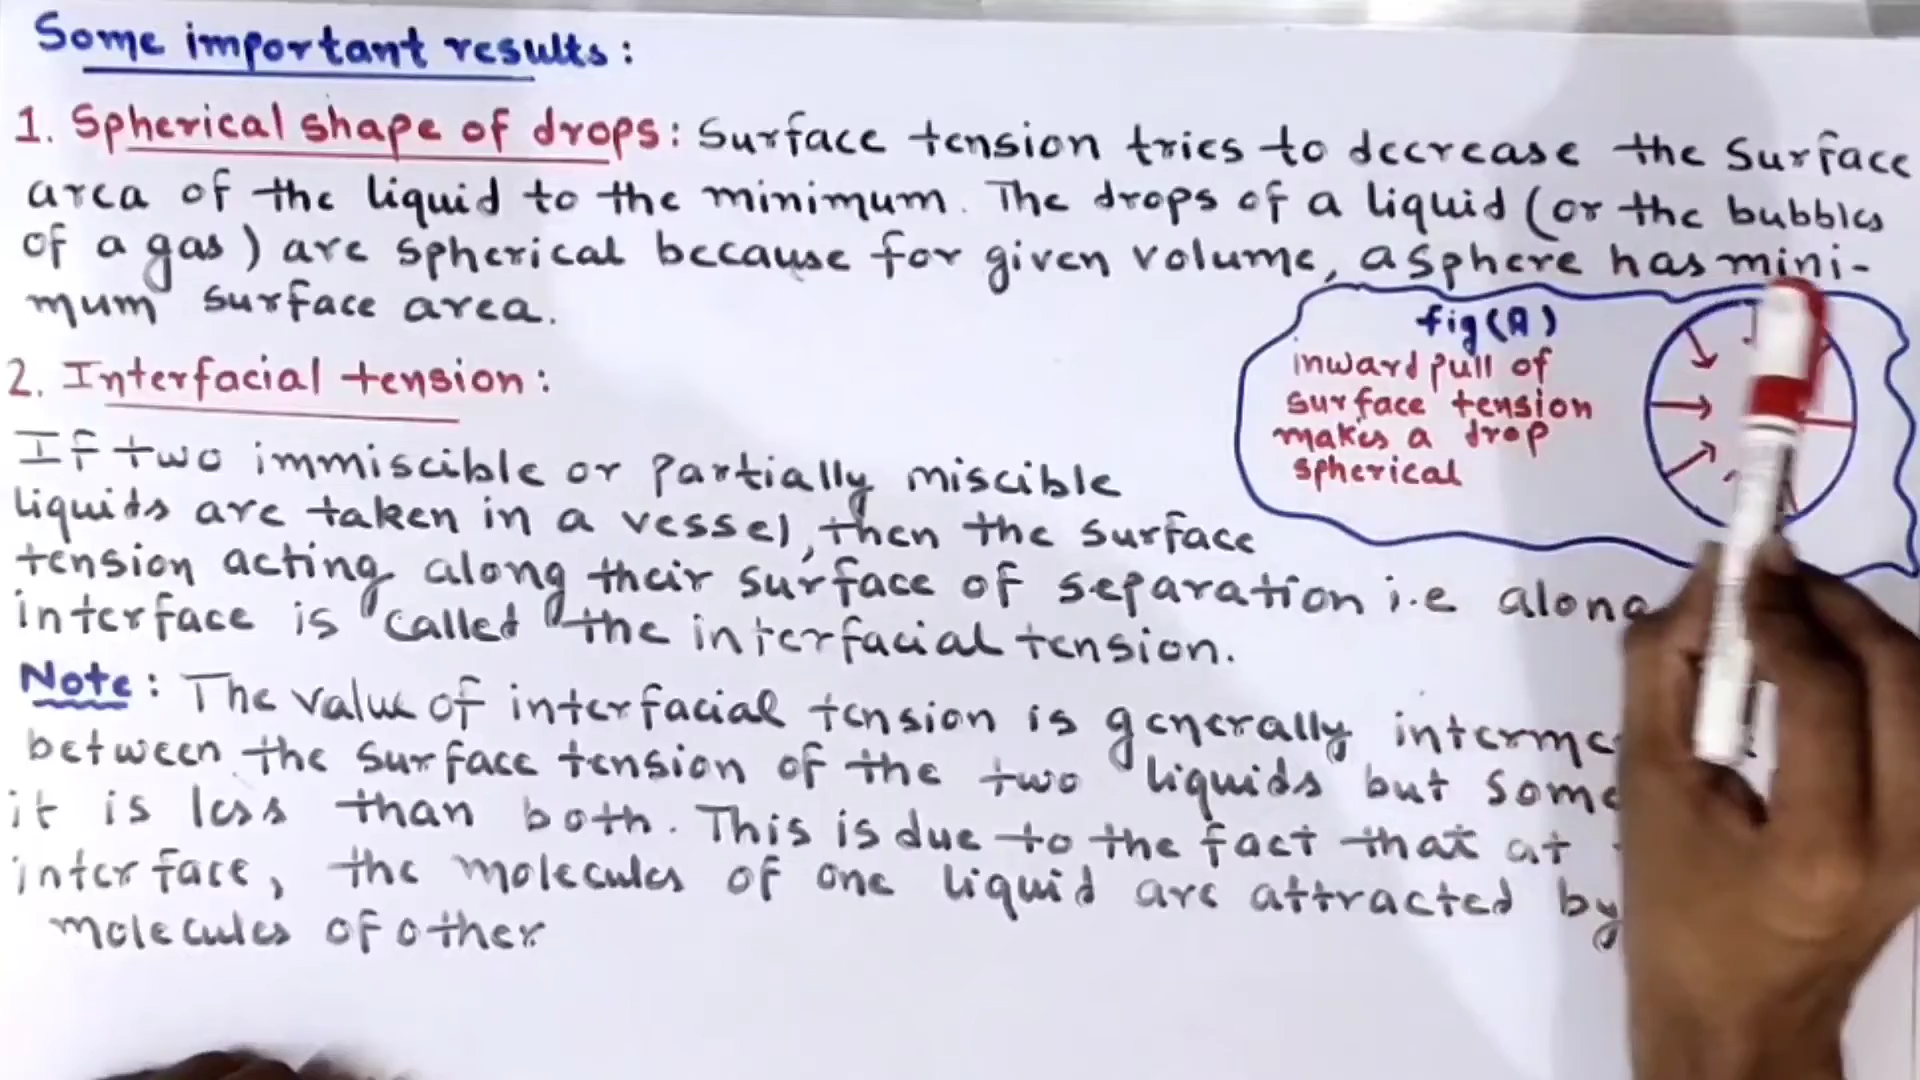 Some important results:
1. Spherical shape of drops: Surface tension tries to decrease the surface
area of the liquid to the minimum. The drops of a liquid (or the bubbles
of a gas) are spherical because for given volume, a sphere has mini-
mum surface area.
fig(A)
inward pull of
surface tension
makes a drop
spherical
2. Interfacial tension:
If two immiscible or partially miscible
liquids are taken in a vessel, then the surface
tension acting along their surface of separation i.e along
interface is called the interfacial tension.
Note: The value of interfacial tension is generally
between the surface tension of the two liquids but
it is less than both. This is due to the fact that at
interface, the molecules of one liquid are attracted by
molecules of other